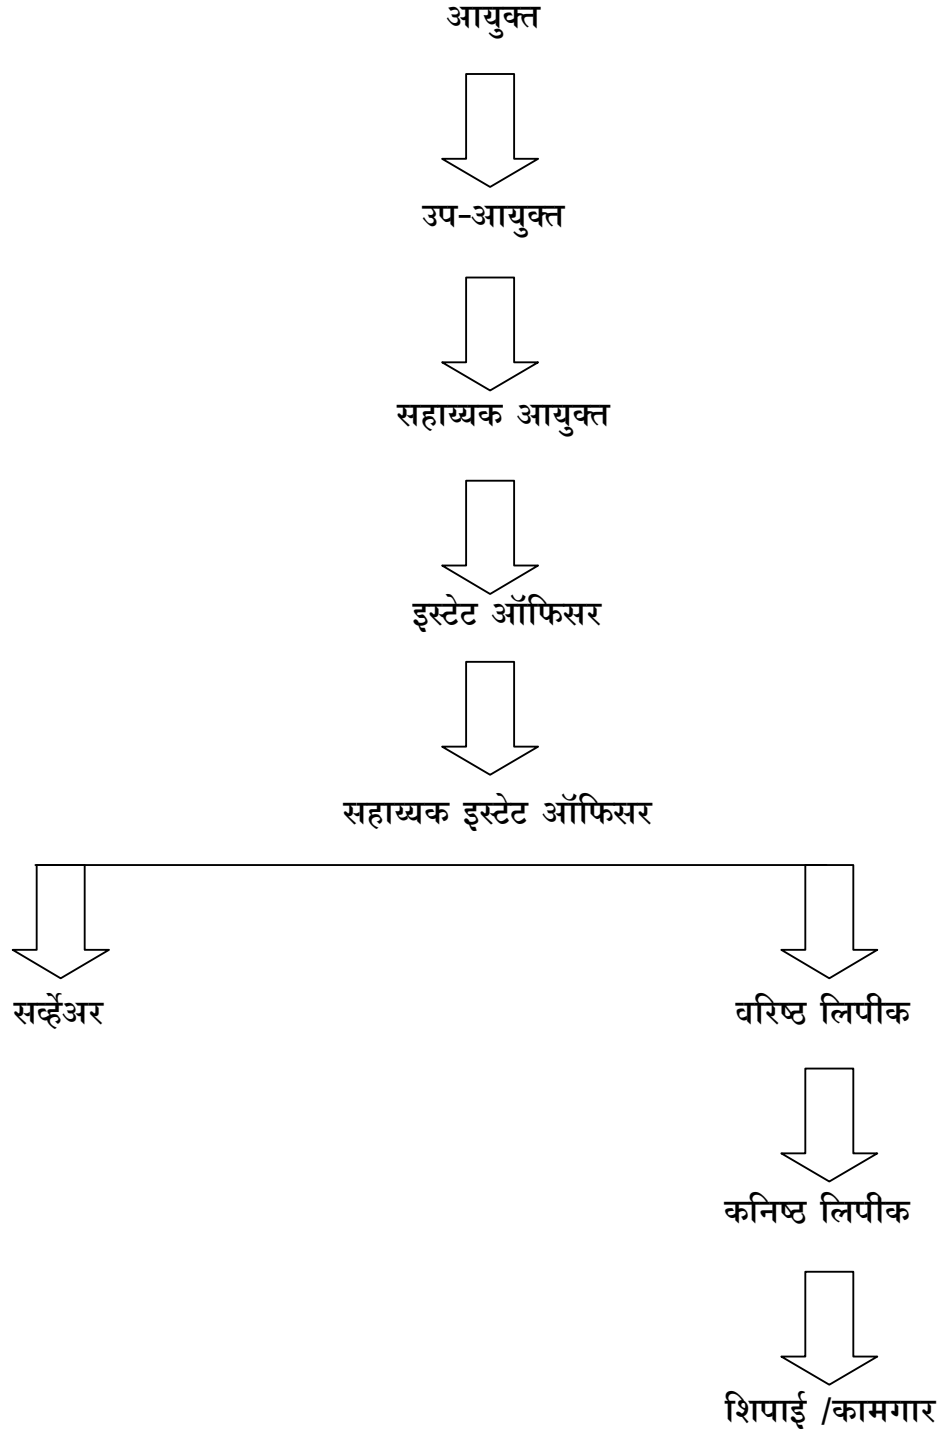 आयुक्त
उप-आयुक्त
सहाय्यक आयुक्त
इस्टेट ऑफिसर
सहाय्यक इस्टेट ऑफिसर
सर्व्हेअर
वरिष्ठ लिपीक
कनिष्ठ लिपीक
शिपाई /कामगार